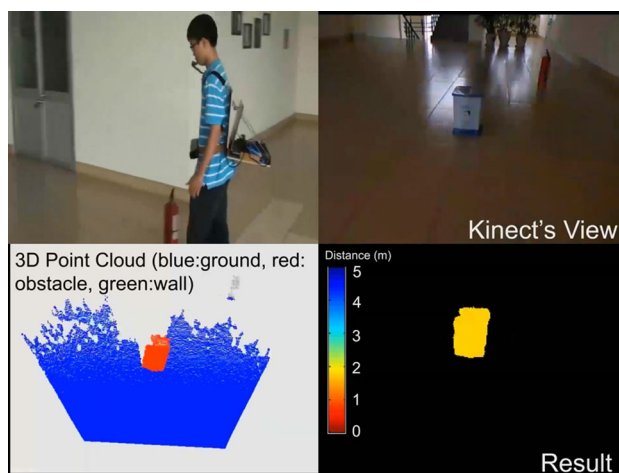 Kinect's View
3D Point Cloud (blue:ground, red:
obstacle, green:wall)
Distance (m)
5
4
3
2
1
0
Result